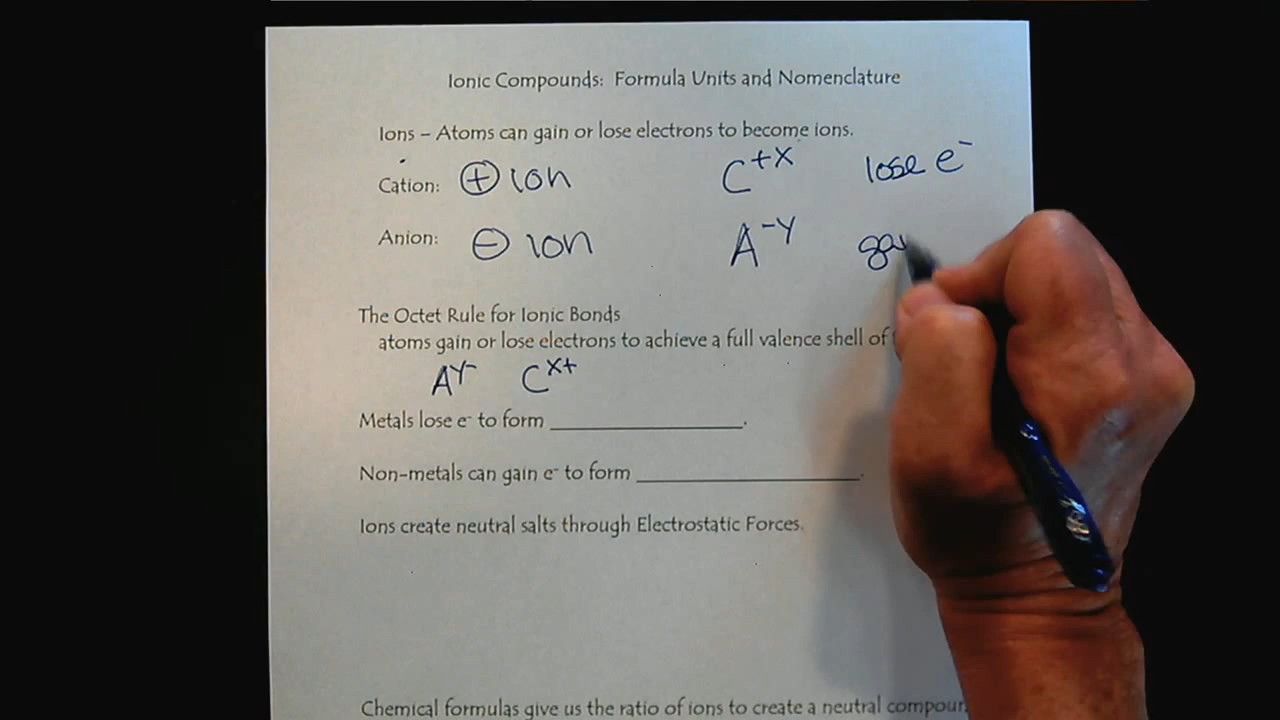 Ionic Compounds: Formula Units and Nomenclature
Ions – Atoms can gain or lose electrons to become ions.
Cation: ⊕ ion C⁺ˣ lose e⁻
Anion: ⊖ ion A⁻ʸ
The Octet Rule for Ionic Bonds
atoms gain or lose electrons to achieve a full valence shell of
Aʸ⁻ Cˣ⁺
Metals lose e⁻ to form ____________.
Non-metals can gain e⁻ to form ______________.
Ions create neutral salts through Electrostatic Forces.
Chemical formulas give us the ratio of ions to create a neutral